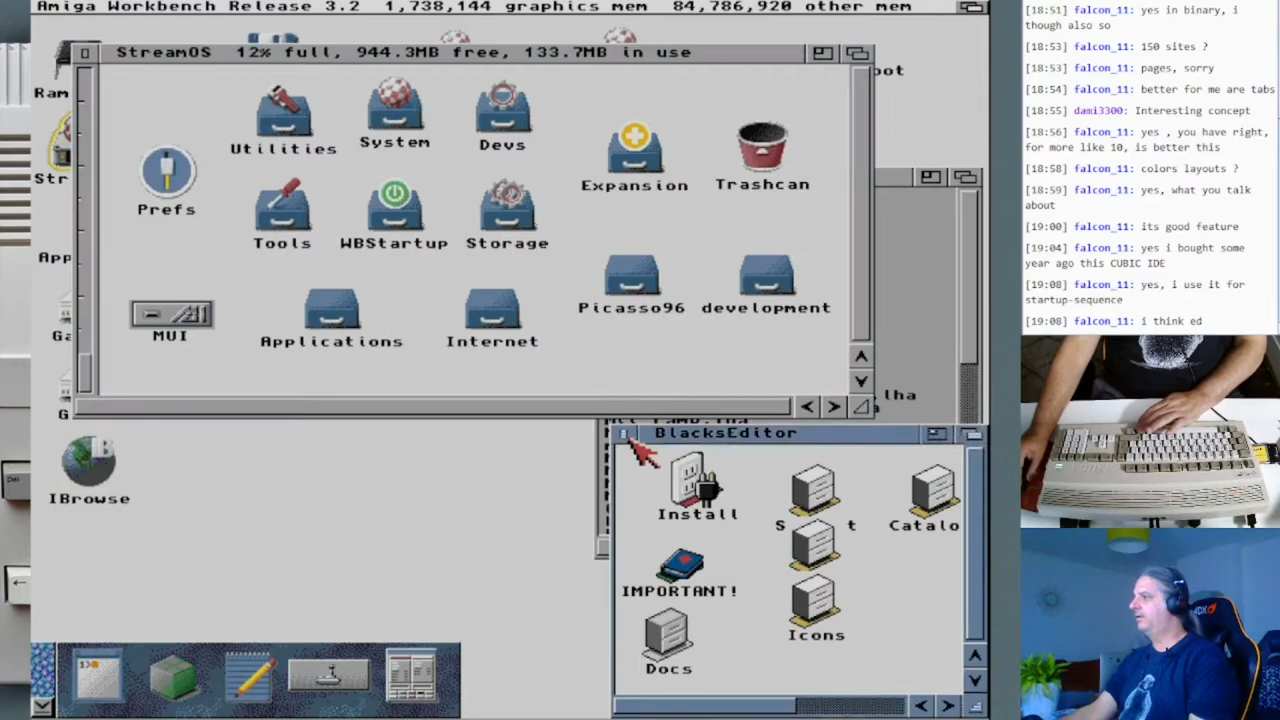 Amiga Workbench Release 3.2 1,738,144 graphics mem 84,786,920 other mem
StreamOS 12% full, 944.3MB free, 133.7MB in use
Utilities
System
Devs
Expansion
Trashcan
Prefs
Tools
WBStartup
Storage
Picasso96
development
MUI
Applications
Internet
Ram
Str
App
Ga
G
oot
lha
IBrowse
BlacksEditor
Install
S t
Catalo
IMPORTANT!
Icons
Docs
[18:51] falcon_11: yes in binary, i
though also so
[18:53] falcon_11: 150 sites ?
[18:53] falcon_11: pages, sorry
[18:54] falcon_11: better for me are tabs
[18:55] dami3300: Interesting concept
[18:56] falcon_11: yes , you have right,
for more like 10, is better this
[18:58] falcon_11: colors layouts ?
[18:59] falcon_11: yes, what you talk
about
[19:00] falcon_11: its good feature
[19:04] falcon_11: yes i bought some
year ago this CUBIC IDE
[19:08] falcon_11: yes, i use it for
startup-sequence
[19:08] falcon_11: i think ed
Del